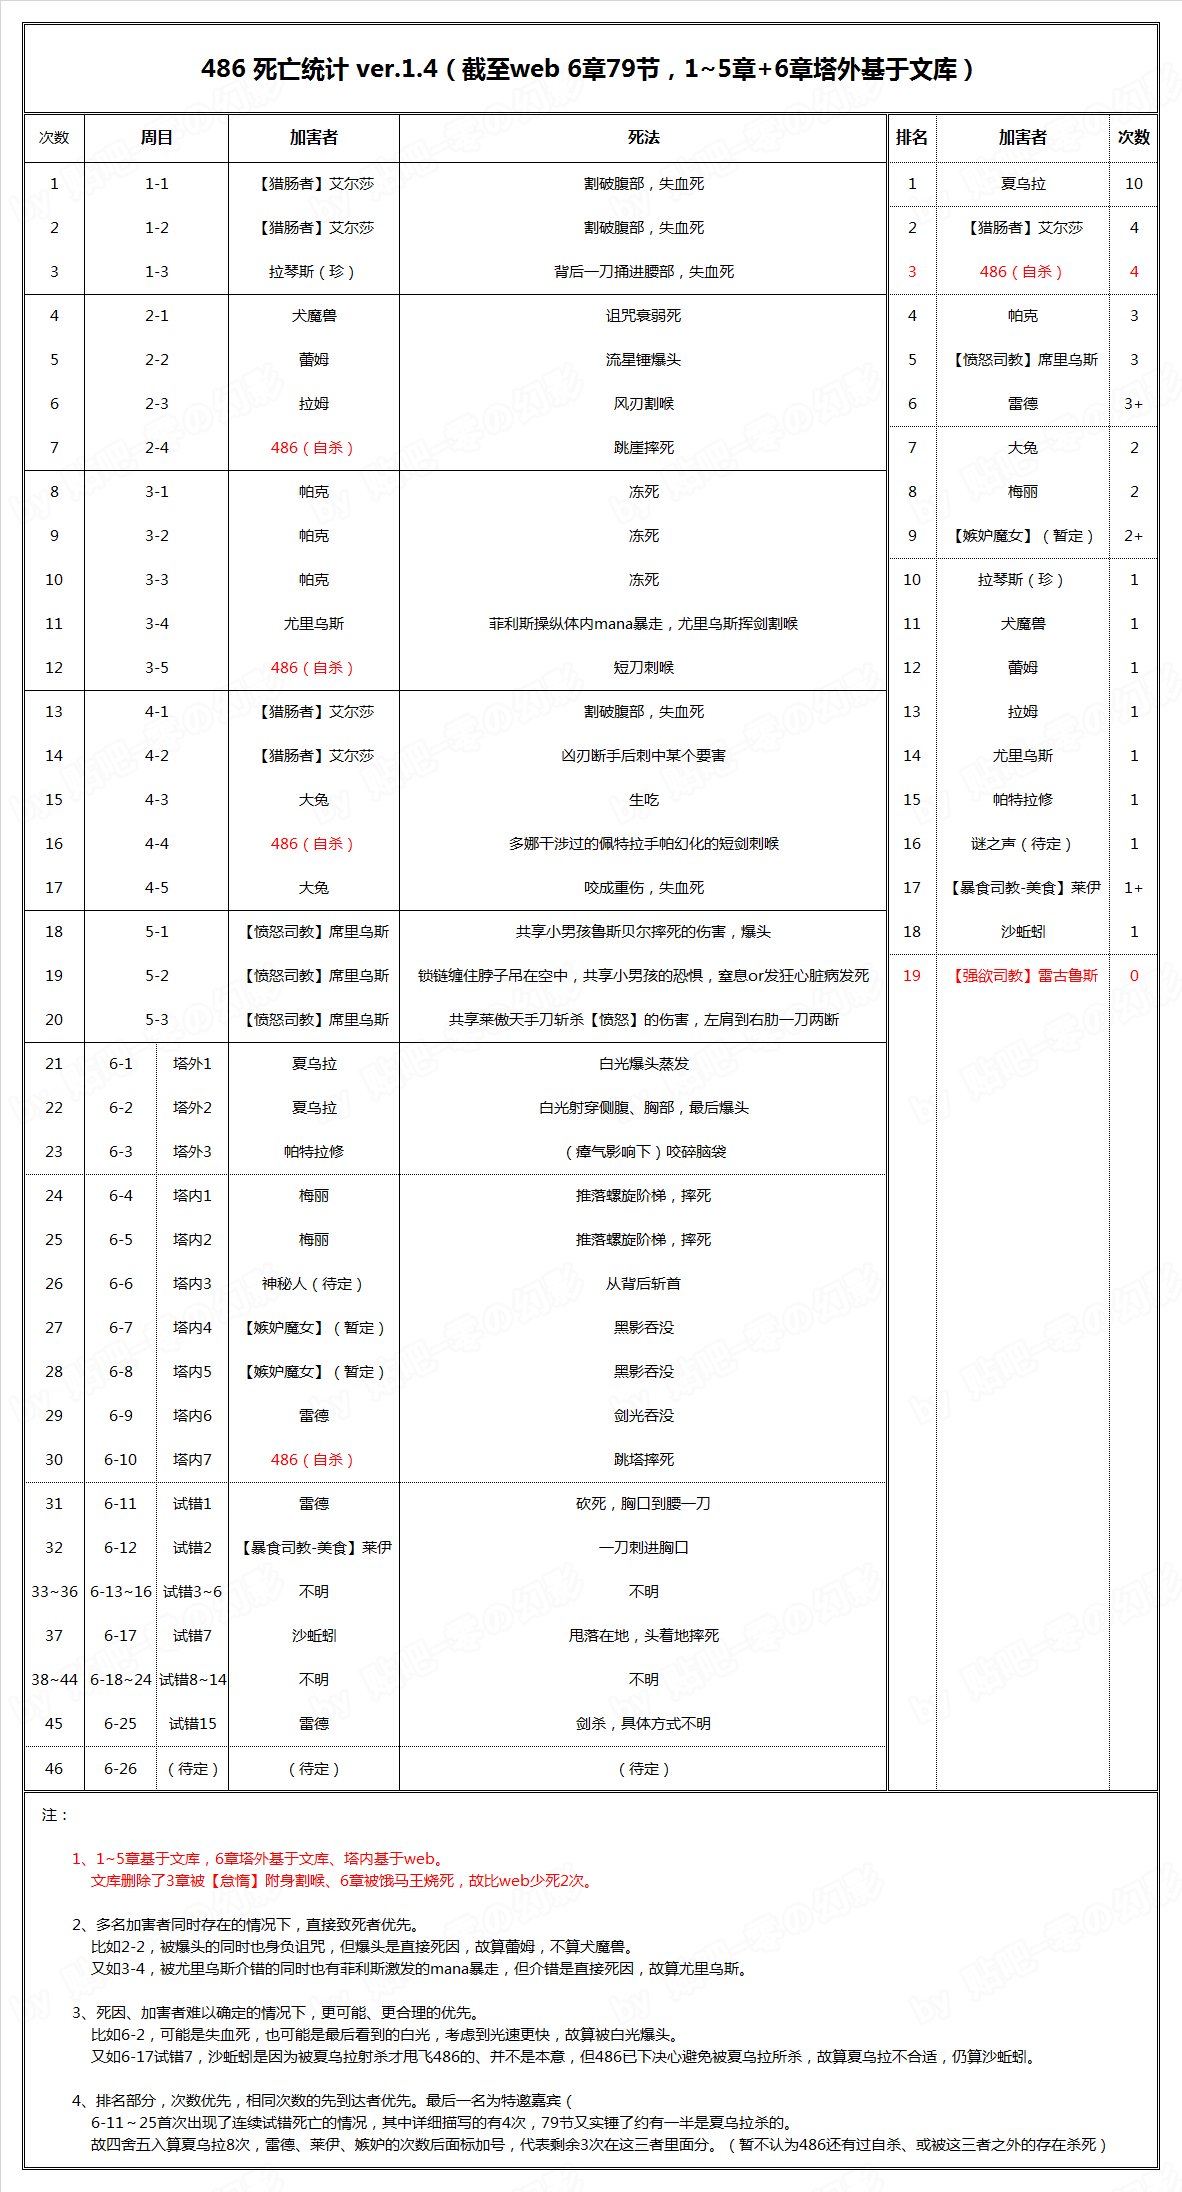 486 死亡统计 ver.1.4（截至web 6章79节，1~5章+6章塔外基于文库）
次数 周目 加害者 死法 排名 加害者 次数
1 1-1 【猎肠者】艾尔莎 割破腹部，失血死 1 夏乌拉 10
2 1-2 【猎肠者】艾尔莎 割破腹部，失血死 2 【猎肠者】艾尔莎 4
3 1-3 拉琴斯（珍） 背后一刀捅进腰部，失血死 3 486（自杀） 4
4 2-1 犬魔兽 诅咒衰弱死 4 帕克 3
5 2-2 蕾姆 流星锤爆头 5 【愤怒司教】席里乌斯 3
6 2-3 拉姆 风刃割喉 6 雷德 3+
7 2-4 486（自杀） 跳崖摔死 7 大兔 2
8 3-1 帕克 冻死 8 梅丽 2
9 3-2 帕克 冻死 9 【嫉妒魔女】（暂定） 2+
10 3-3 帕克 冻死 10 拉琴斯（珍） 1
11 3-4 尤里乌斯 菲利斯操纵体内mana暴走，尤里乌斯挥剑割喉 11 犬魔兽 1
12 3-5 486（自杀） 短刀刺喉 12 蕾姆 1
13 4-1 【猎肠者】艾尔莎 割破腹部，失血死 13 拉姆 1
14 4-2 【猎肠者】艾尔莎 凶刃断手后刺中某个要害 14 尤里乌斯 1
15 4-3 大兔 生吃 15 帕特拉修 1
16 4-4 486（自杀） 多娜干涉过的佩特拉手帕幻化的短剑刺喉 16 谜之声（待定） 1
17 4-5 大兔 咬成重伤，失血死 17 【暴食司教-美食】莱伊 1+
18 5-1 【愤怒司教】席里乌斯 共享小男孩鲁斯贝尔摔死的伤害，爆头 18 沙蚯蚓 1
19 5-2 【愤怒司教】席里乌斯 锁链缠住脖子吊在空中，共享小男孩的恐惧，窒息or发狂心脏病发死 19 【强欲司教】雷古鲁斯 0
20 5-3 【愤怒司教】席里乌斯 共享莱傲天手刀斩杀【愤怒】的伤害，左肩到右肋一刀两断
21 6-1 塔外1 夏乌拉 白光爆头蒸发
22 6-2 塔外2 夏乌拉 白光射穿侧腹、胸部，最后爆头
23 6-3 塔外3 帕特拉修 （瘴气影响下）咬碎脑袋
24 6-4 塔内1 梅丽 推落螺旋阶梯，摔死
25 6-5 塔内2 梅丽 推落螺旋阶梯，摔死
26 6-6 塔内3 神秘人（待定） 从背后斩首
27 6-7 塔内4 【嫉妒魔女】（暂定） 黑影吞没
28 6-8 塔内5 【嫉妒魔女】（暂定） 黑影吞没
29 6-9 塔内6 雷德 剑光吞没
30 6-10 塔内7 486（自杀） 跳塔摔死
31 6-11 试错1 雷德 砍死，胸口到腰一刀
32 6-12 试错2 【暴食司教-美食】莱伊 一刀刺进胸口
33~36 6-13~16 试错3~6 不明 不明
37 6-17 试错7 沙蚯蚓 甩落在地，头着地摔死
38~44 6-18~24 试错8~14 不明 不明
45 6-25 试错15 雷德 剑杀，具体方式不明
46 6-26 （待定） （待定） （待定）
注：
1、1~5章基于文库，6章塔外基于文库、塔内基于web。
文库删除了3章被【怠惰】附身割喉、6章被饿马王烧死，故比web少死2次。
2、多名加害者同时存在的情况下，直接致死者优先。
比如2-2，被爆头的同时也身负诅咒，但爆头是直接死因，故算蕾姆，不算犬魔兽。
又如3-4，被尤里乌斯介错的同时也有菲利斯激发的mana暴走，但介错是直接死因，故算尤里乌斯。
3、死因、加害者难以确定的情况下，更可能、更合理的优先。
比如6-2，可能是失血死，也可能是最后看到的白光，考虑到光速更快，故算被白光爆头。
又如6-17试错7，沙蚯蚓是因为被夏乌拉射杀才甩飞486的、并不是本意，但486已下决心避免被夏乌拉所杀，故算夏乌拉不合适，仍算沙蚯蚓。
4、排名部分，次数优先，相同次数的先到达者优先。最后一名为特邀嘉宾（
6-11～25首次出现了连续试错死亡的情况，其中详细描写的有4次，79节又实锤了约有一半是夏乌拉杀的。
故四舍五入算夏乌拉8次，雷德、莱伊、嫉妒的次数后面标加号，代表剩余3次在这三者里面分。（暂不认为486还有过自杀、或被这三者之外的存在杀死）